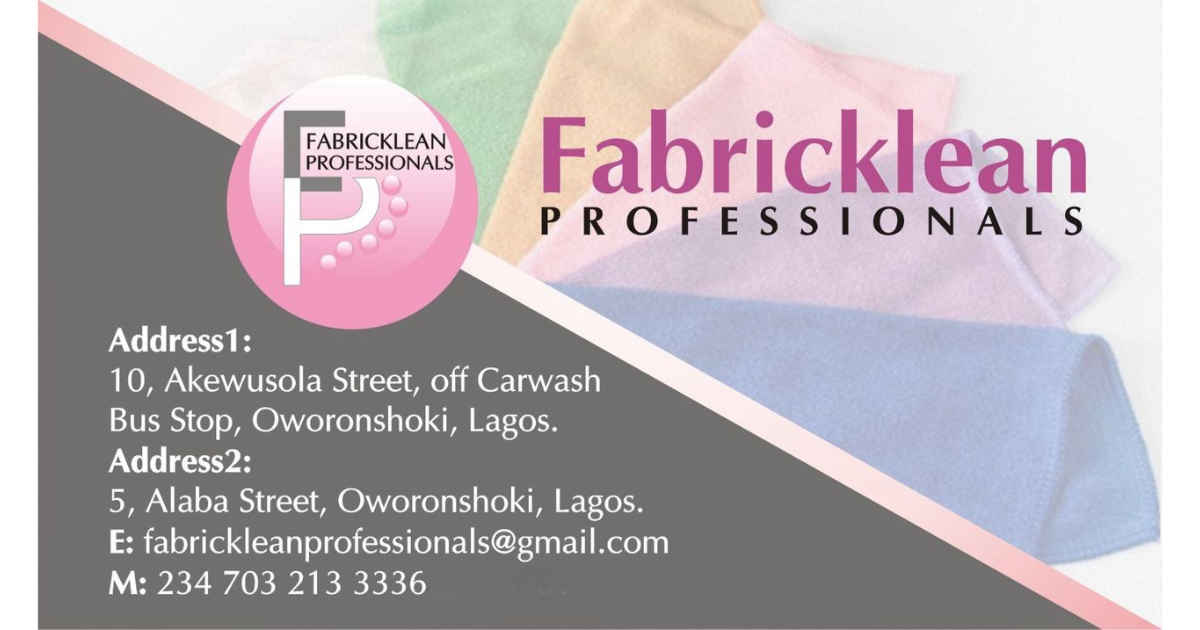 FABRICKLEAN
PROFESSIONALS
Fabricklean
PROFESSIONALS
Address1:
10, Akewusola Street, off Carwash
Bus Stop, Oworonshoki, Lagos.
Address2:
5, Alaba Street, Oworonshoki, Lagos.
E: fabrickleanprofessionals@gmail.com
M: 234 703 213 3336